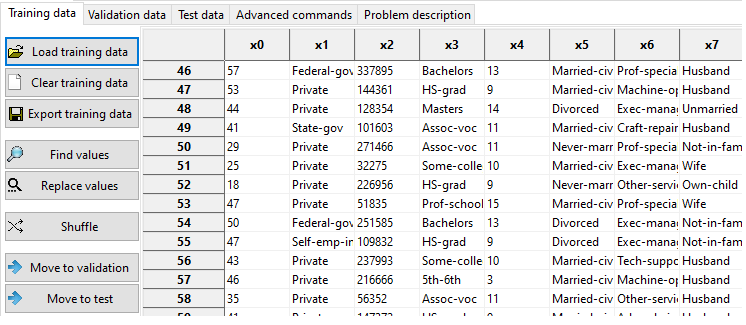 Training data Validation data Test data Advanced commands Problem description
Load training data
Clear training data
Export training data
Find values
Replace values
Shuffle
Move to validation
Move to test
x0 x1 x2 x3 x4 x5 x6 x7
46 57 Federal-gov 337895 Bachelors 13 Married-civ Prof-specia Husband
47 53 Private 144361 HS-grad 9 Married-civ Machine-op Husband
48 44 Private 128354 Masters 14 Divorced Exec-manag Unmarried
49 41 State-gov 101603 Assoc-voc 11 Married-civ Craft-repair Husband
50 29 Private 271466 Assoc-voc 11 Never-marr Prof-specia Not-in-fam
51 25 Private 32275 Some-colle 10 Married-civ Exec-manag Wife
52 18 Private 226956 HS-grad 9 Never-marr Other-servi Own-child
53 47 Private 51835 Prof-school 15 Married-civ Prof-specia Wife
54 50 Federal-gov 251585 Bachelors 13 Divorced Exec-manag Not-in-fam
55 47 Self-emp-in 109832 HS-grad 9 Divorced Exec-manag Not-in-fam
56 43 Private 237993 Some-colle 10 Married-civ Tech-suppo Husband
57 46 Private 216666 5th-6th 3 Married-civ Machine-op Husband
58 35 Private 56352 Assoc-voc 11 Married-civ Other-servi Husband